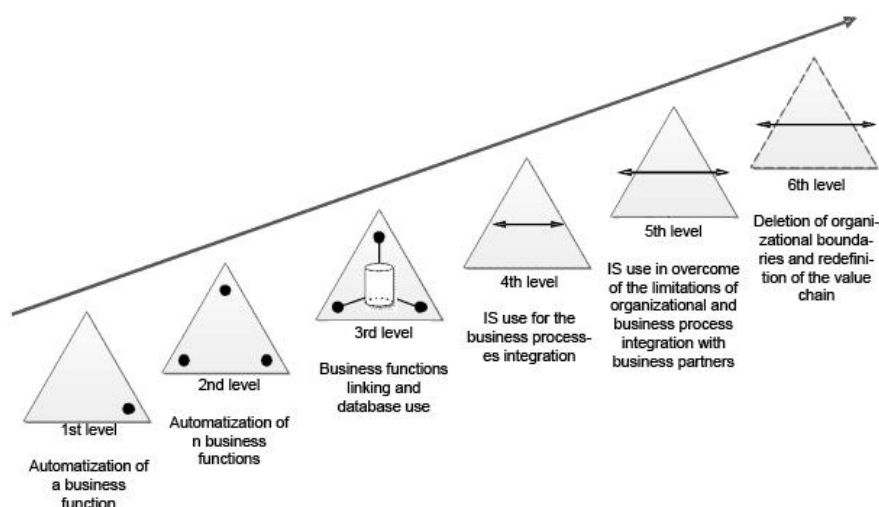 1st level
Automatization of
a business
function
2nd level
Automatization of
n business
functions
3rd level
Business functions
linking and
database use
4th level
IS use for the
business process-
es integration
5th level
IS use in overcome
of the limitations of
organizational and
business process
integration with
business partners
6th level
Deletion of organi-
zational bounda-
ries and redefini-
tion of the value
chain